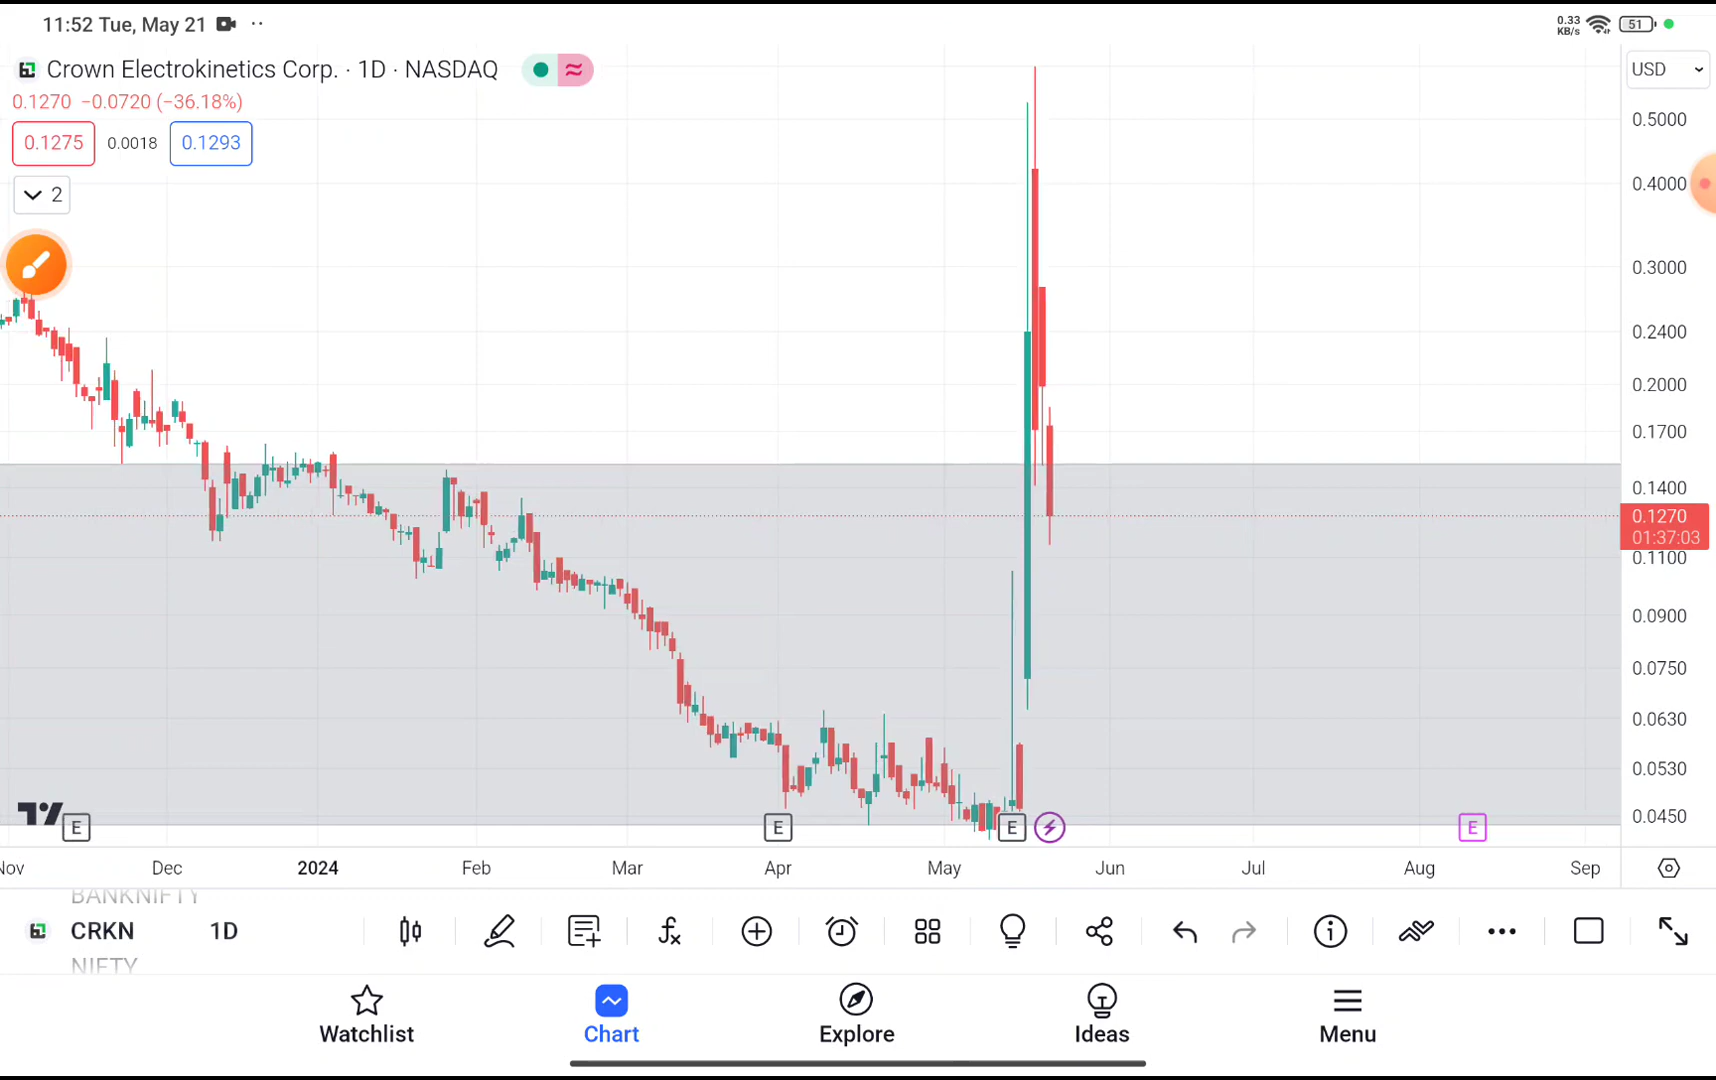 11:52 Tue, May 21
0.33
KB/s
51
Crown Electrokinetics Corp. · 1D · NASDAQ
USD
0.1270 −0.0720 (−36.18%)
0.1275 0.0018 0.1293
2
0.5000
0.4000
0.3000
0.2400
0.2000
0.1700
0.1400
0.1270
01:37:03
0.1100
0.0900
0.0750
0.0630
0.0530
0.0450
E E E E
Nov Dec 2024 Feb Mar Apr May Jun Jul Aug Sep
BANKNIFTY
CRKN 1D
NIFTY
Watchlist Chart Explore Ideas Menu